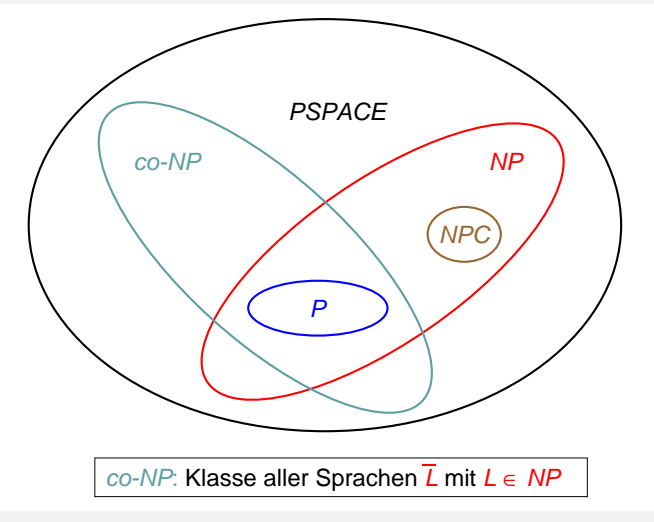 PSPACE
co-NP
NP
NPC
P
co-NP: Klasse aller Sprachen L̅ mit L ∈ NP